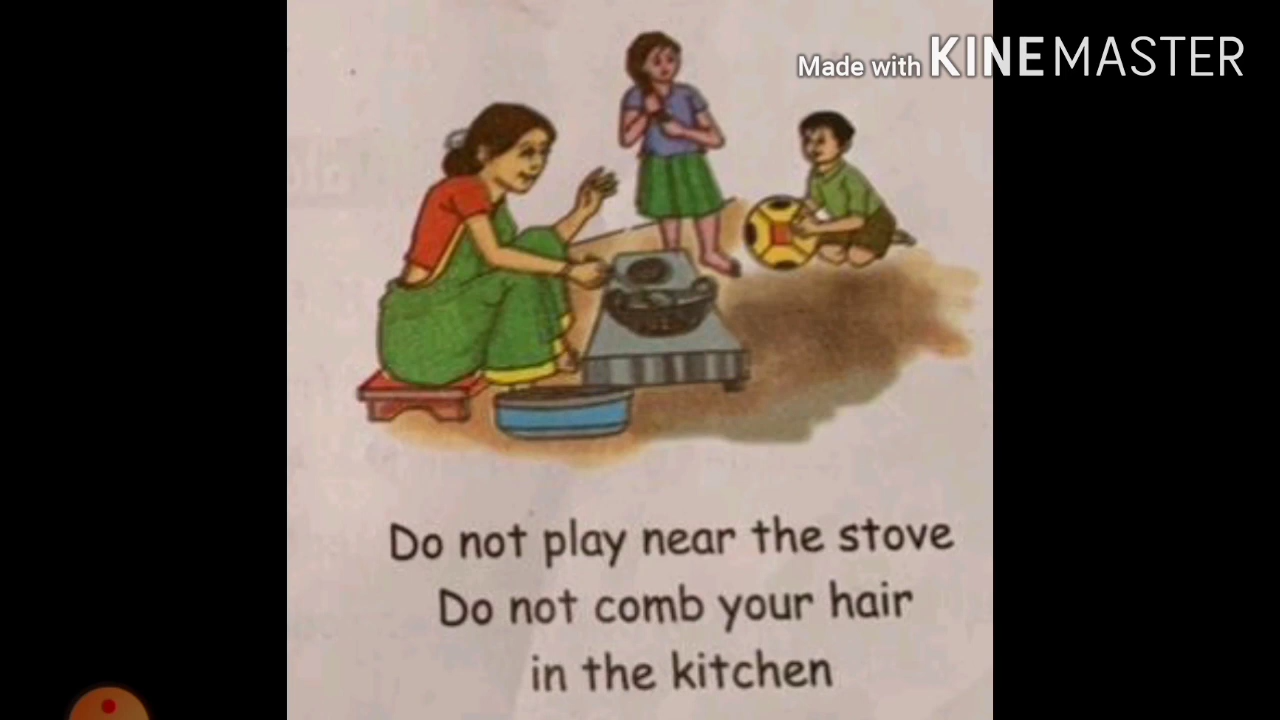 Made with KINEMASTER
Do not play near the stove
Do not comb your hair
in the kitchen